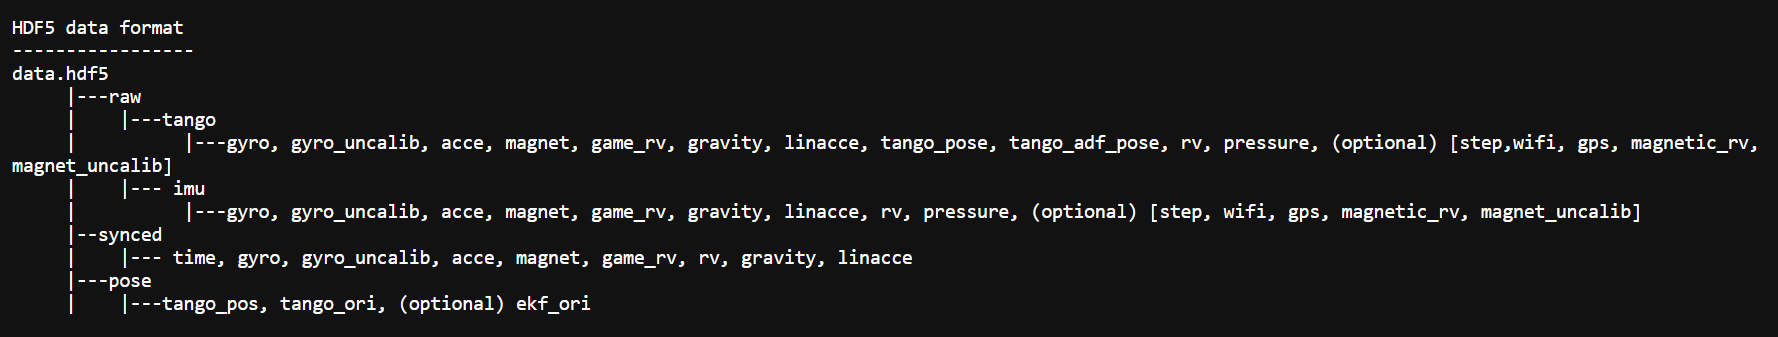 HDF5 data format
-----------------
data.hdf5
     |---raw
     |    |---tango
     |          |---gyro, gyro_uncalib, acce, magnet, game_rv, gravity, linacce, tango_pose, tango_adf_pose, rv, pressure, (optional) [step,wifi, gps, magnetic_rv,
magnet_uncalib]
     |    |--- imu
     |          |---gyro, gyro_uncalib, acce, magnet, game_rv, gravity, linacce, rv, pressure, (optional) [step, wifi, gps, magnetic_rv, magnet_uncalib]
     |--synced
     |    |--- time, gyro, gyro_uncalib, acce, magnet, game_rv, rv, gravity, linacce
     |---pose
     |    |---tango_pos, tango_ori, (optional) ekf_ori